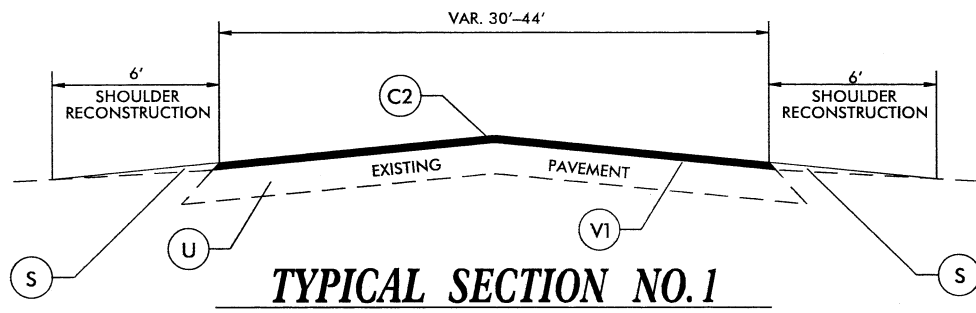 VAR. 30'–44'
6'
SHOULDER
RECONSTRUCTION
6'
SHOULDER
RECONSTRUCTION
C2
EXISTING PAVEMENT
S
U
V1
S
TYPICAL SECTION NO. 1